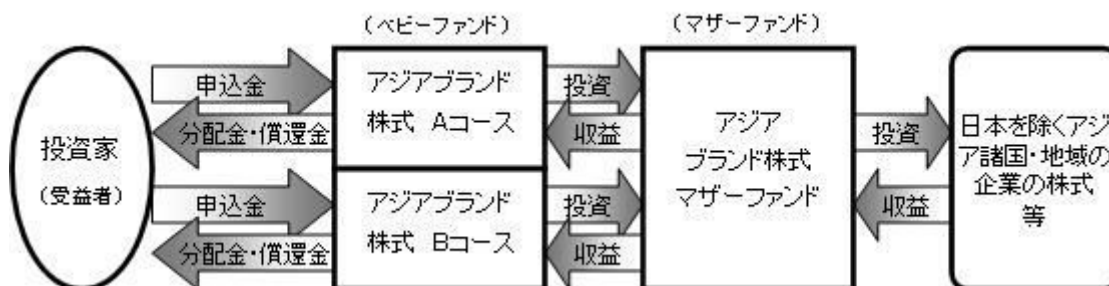 (ベビーファンド)
(マザーファンド)
投資家
(受益者)
申込金
分配金・償還金
申込金
分配金・償還金
アジアブランド
株式 Aコース
アジアブランド
株式 Bコース
投資
収益
投資
収益
アジア
ブランド株式
マザーファンド
投資
収益
日本を除くアジ
ア諸国・地域の
企業の株式
等